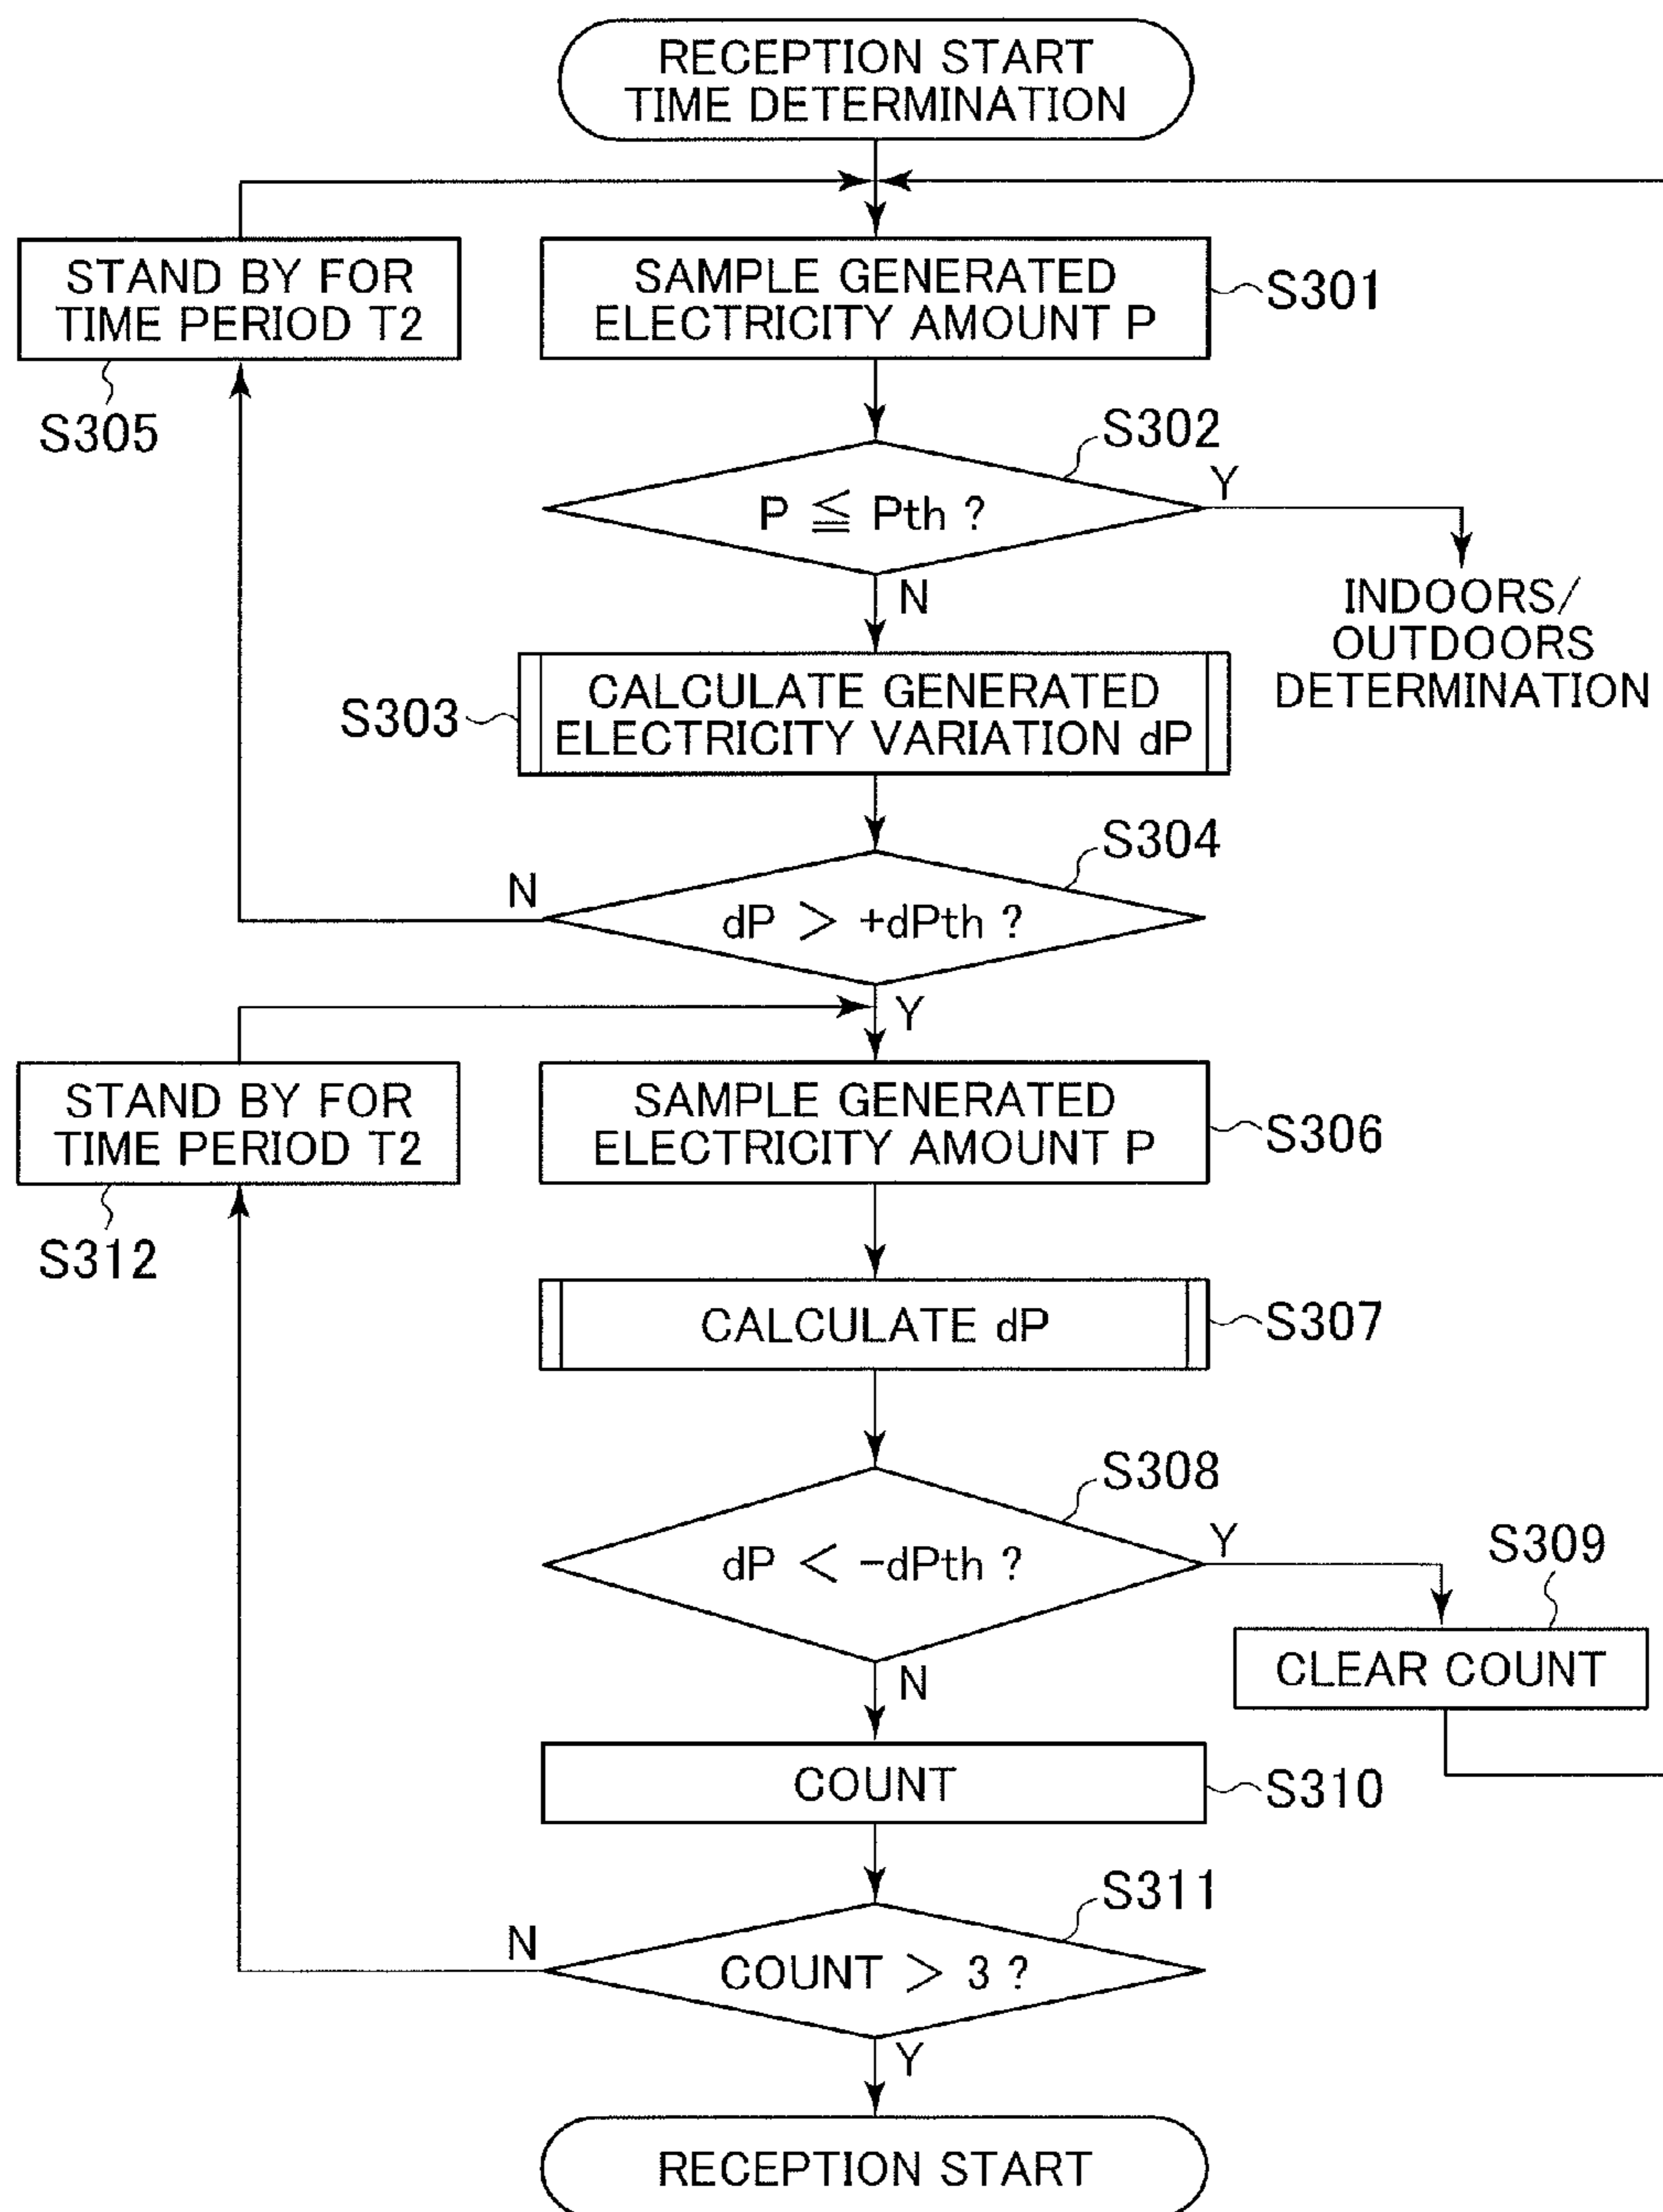 RECEPTION START
TIME DETERMINATION
STAND BY FOR
TIME PERIOD T2
S305
SAMPLE GENERATED
ELECTRICITY AMOUNT P
S301
S302
P ≦ Pth ?
Y
N
INDOORS/
OUTDOORS
DETERMINATION
S303
CALCULATE GENERATED
ELECTRICITY VARIATION dP
S304
N
dP > +dPth ?
Y
STAND BY FOR
TIME PERIOD T2
S312
SAMPLE GENERATED
ELECTRICITY AMOUNT P
S306
CALCULATE dP
S307
S308
dP < -dPth ?
Y
N
S309
CLEAR COUNT
COUNT
S310
S311
N
COUNT > 3 ?
Y
RECEPTION START